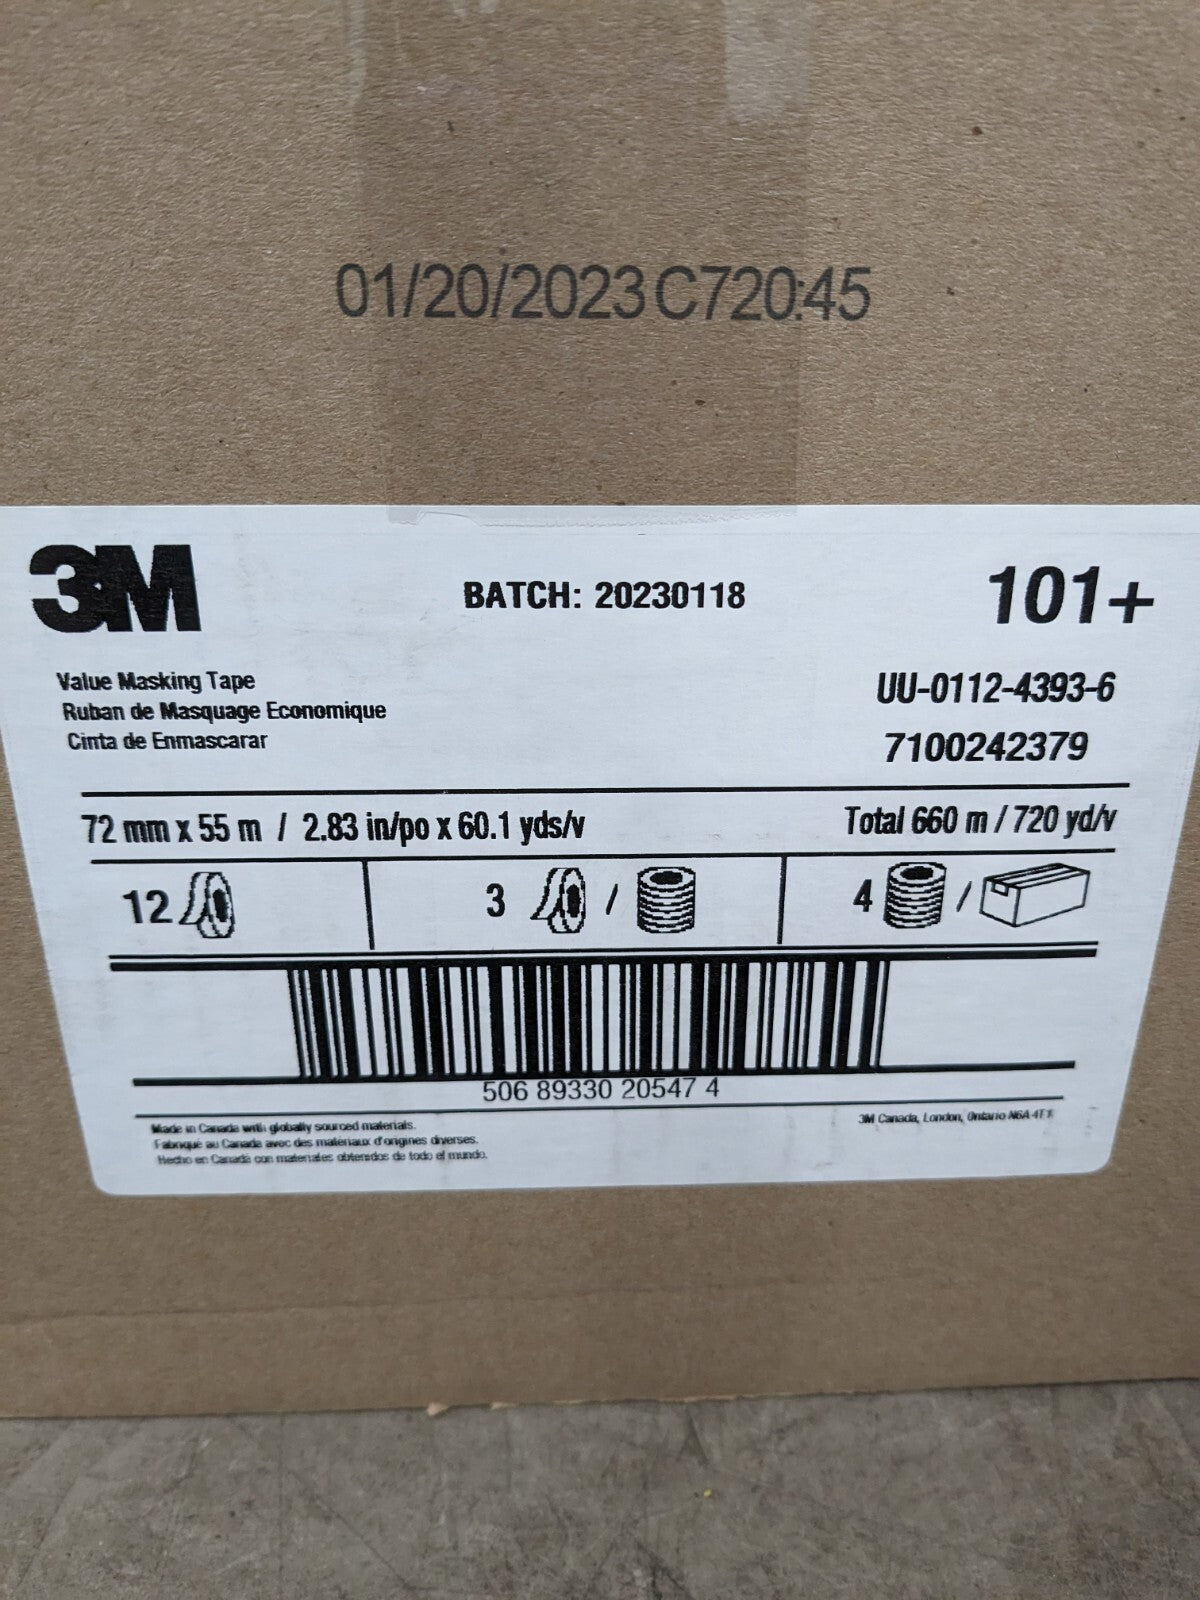 01/20/2023 C720:45
3M
BATCH: 20230118
101+
Value Masking Tape
Ruban de Masquage Economique
Cinta de Enmascarar
UU-0112-4393-6
7100242379
72 mm x 55 m / 2.83 in/po x 60.1 yds/v
Total 660 m / 720 yd/v
12
3 /
4 /
506 89330 20547 4
Made in Canada with globally sourced materials.
Fabriqué au Canada avec des matériaux d'origines diverses.
Hecho en Canadá con materiales obtenidos de todo el mundo.
3M Canada, London, Ontario N6A 4T1